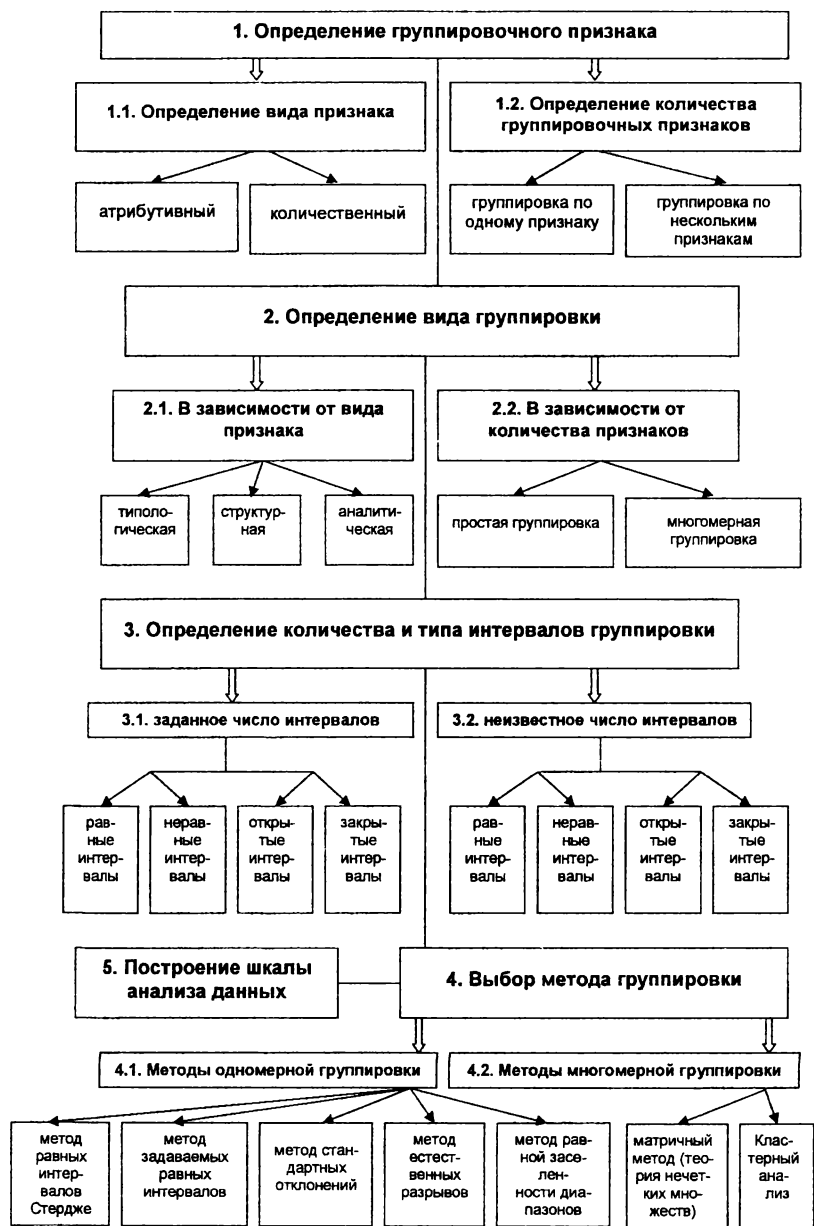 1. Определение группировочного признака
1.1. Определение вида признака
1.2. Определение количества
группировочных признаков
атрибутивный
количественный
группировка по
одному признаку
группировка по
нескольким
признакам
2. Определение вида группировки
2.1. В зависимости от вида
признака
2.2. В зависимости от
количества признаков
типоло-
гическая
структур-
ная
аналити-
ческая
простая группировка
многомерная
группировка
3. Определение количества и типа интервалов группировки
3.1. заданное число интервалов
3.2. неизвестное число интервалов
рав-
ные
интер-
валы
неравные
интер-
валы
откры-
тые
интер-
валы
закры-
тые
интер-
валы
рав-
ные
интер-
валы
неравные
интер-
валы
откры-
тые
интер-
валы
закры-
тые
интер-
валы
5. Построение шкалы
анализа данных
4. Выбор метода группировки
4.1. Методы одномерной группировки
4.2. Методы многомерной группировки
метод
равных
интер-
валов
Стердже
метод
задаваемых
равных
интервалов
метод стан-
дартных
отклонений
метод
естест-
венных
разрывов
метод рав-
ной засе-
лен-
ности диа-
пазонов
матричный
метод (тео-
рия нечет-
ких мно-
жеств)
Клас-
терный
ана-
лиз